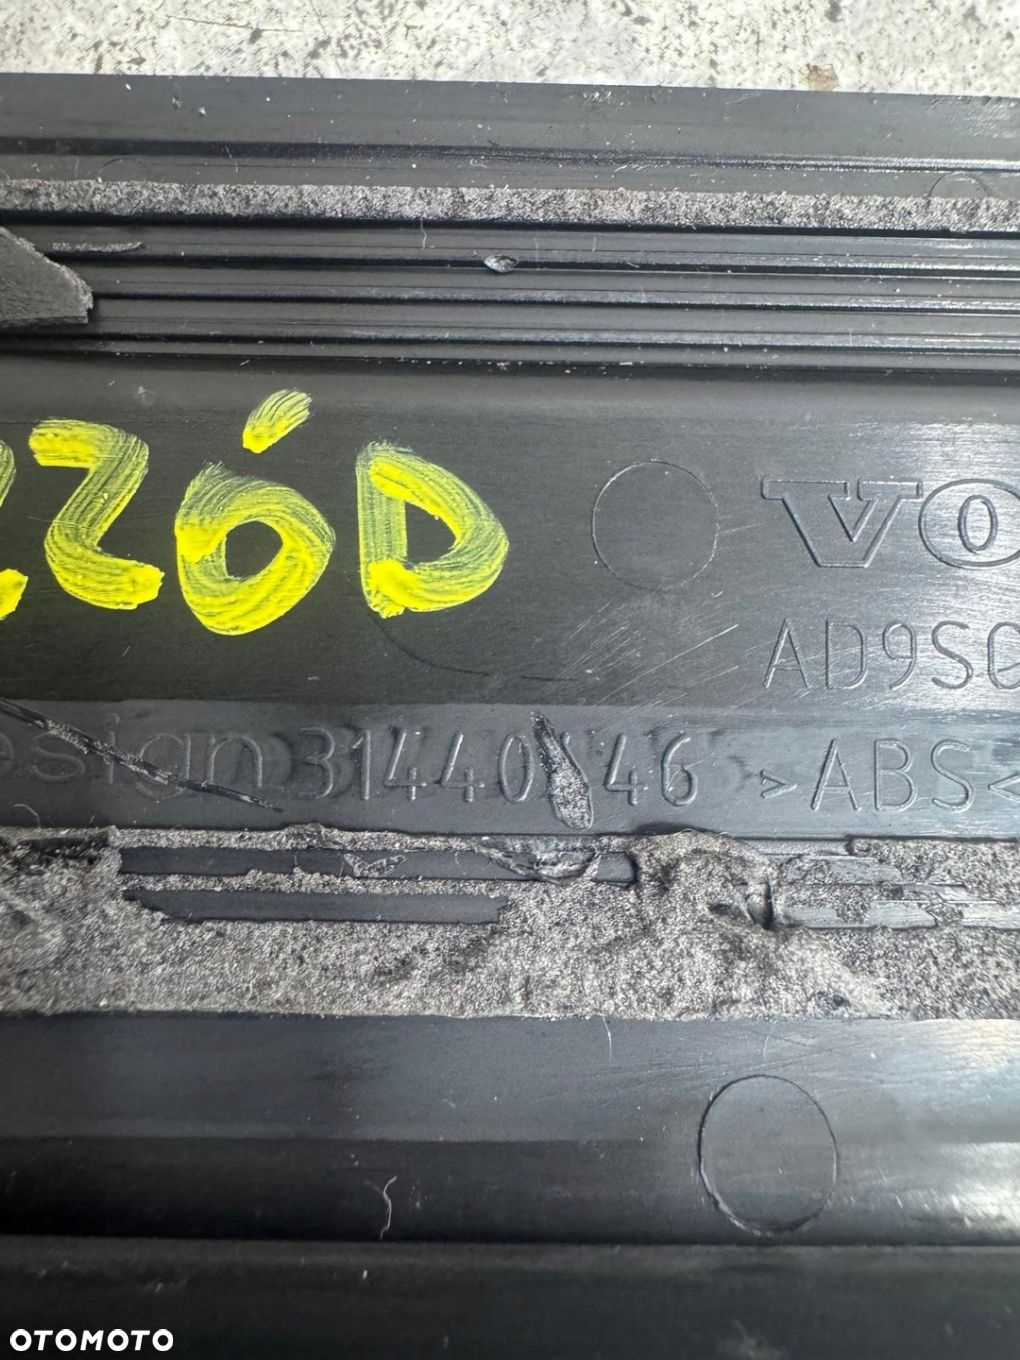 ZÓD
VO
AD9S
esign 31440 46 >ABS<
OTOMOTO